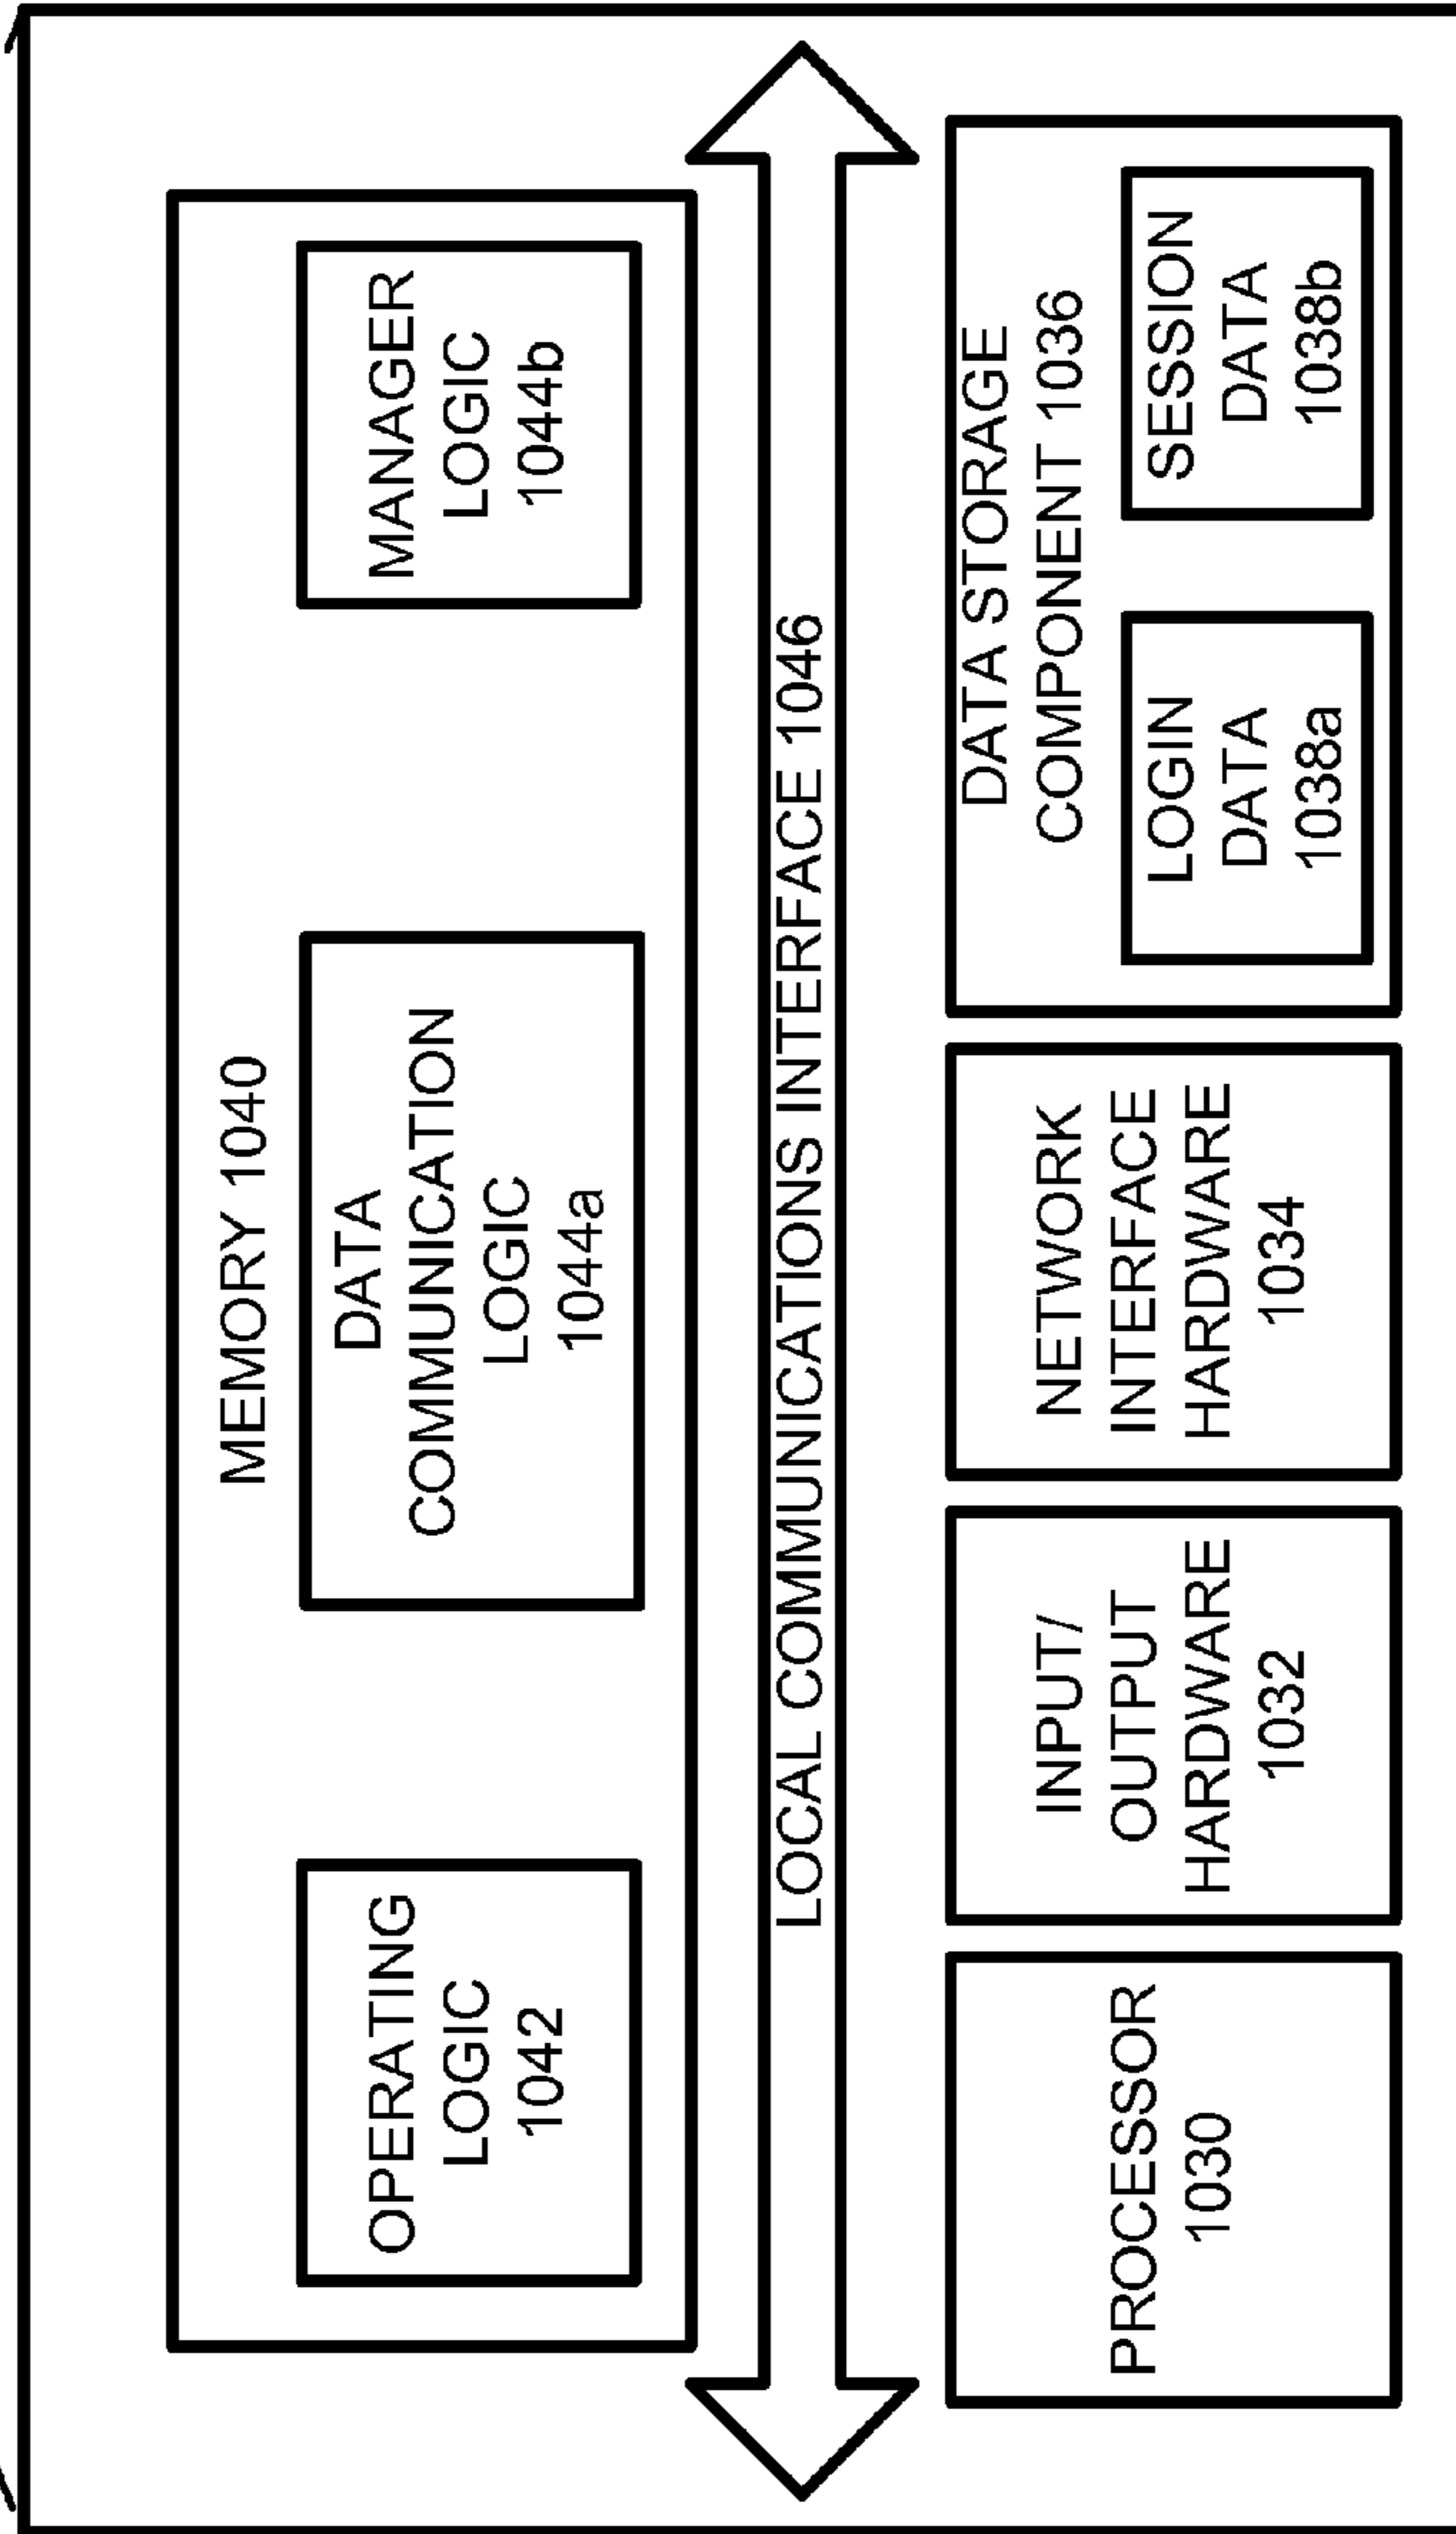 MEMORY 1040
OPERATING
LOGIC
1042
DATA
COMMUNICATION
LOGIC
1044a
MANAGER
LOGIC
1044b
LOCAL COMMUNICATIONS INTERFACE 1046
PROCESSOR
1030
INPUT/
OUTPUT
HARDWARE
1032
NETWORK
INTERFACE
HARDWARE
1034
DATA STORAGE
COMPONENT 1036
LOGIN
DATA
1038a
SESSION
DATA
1038b